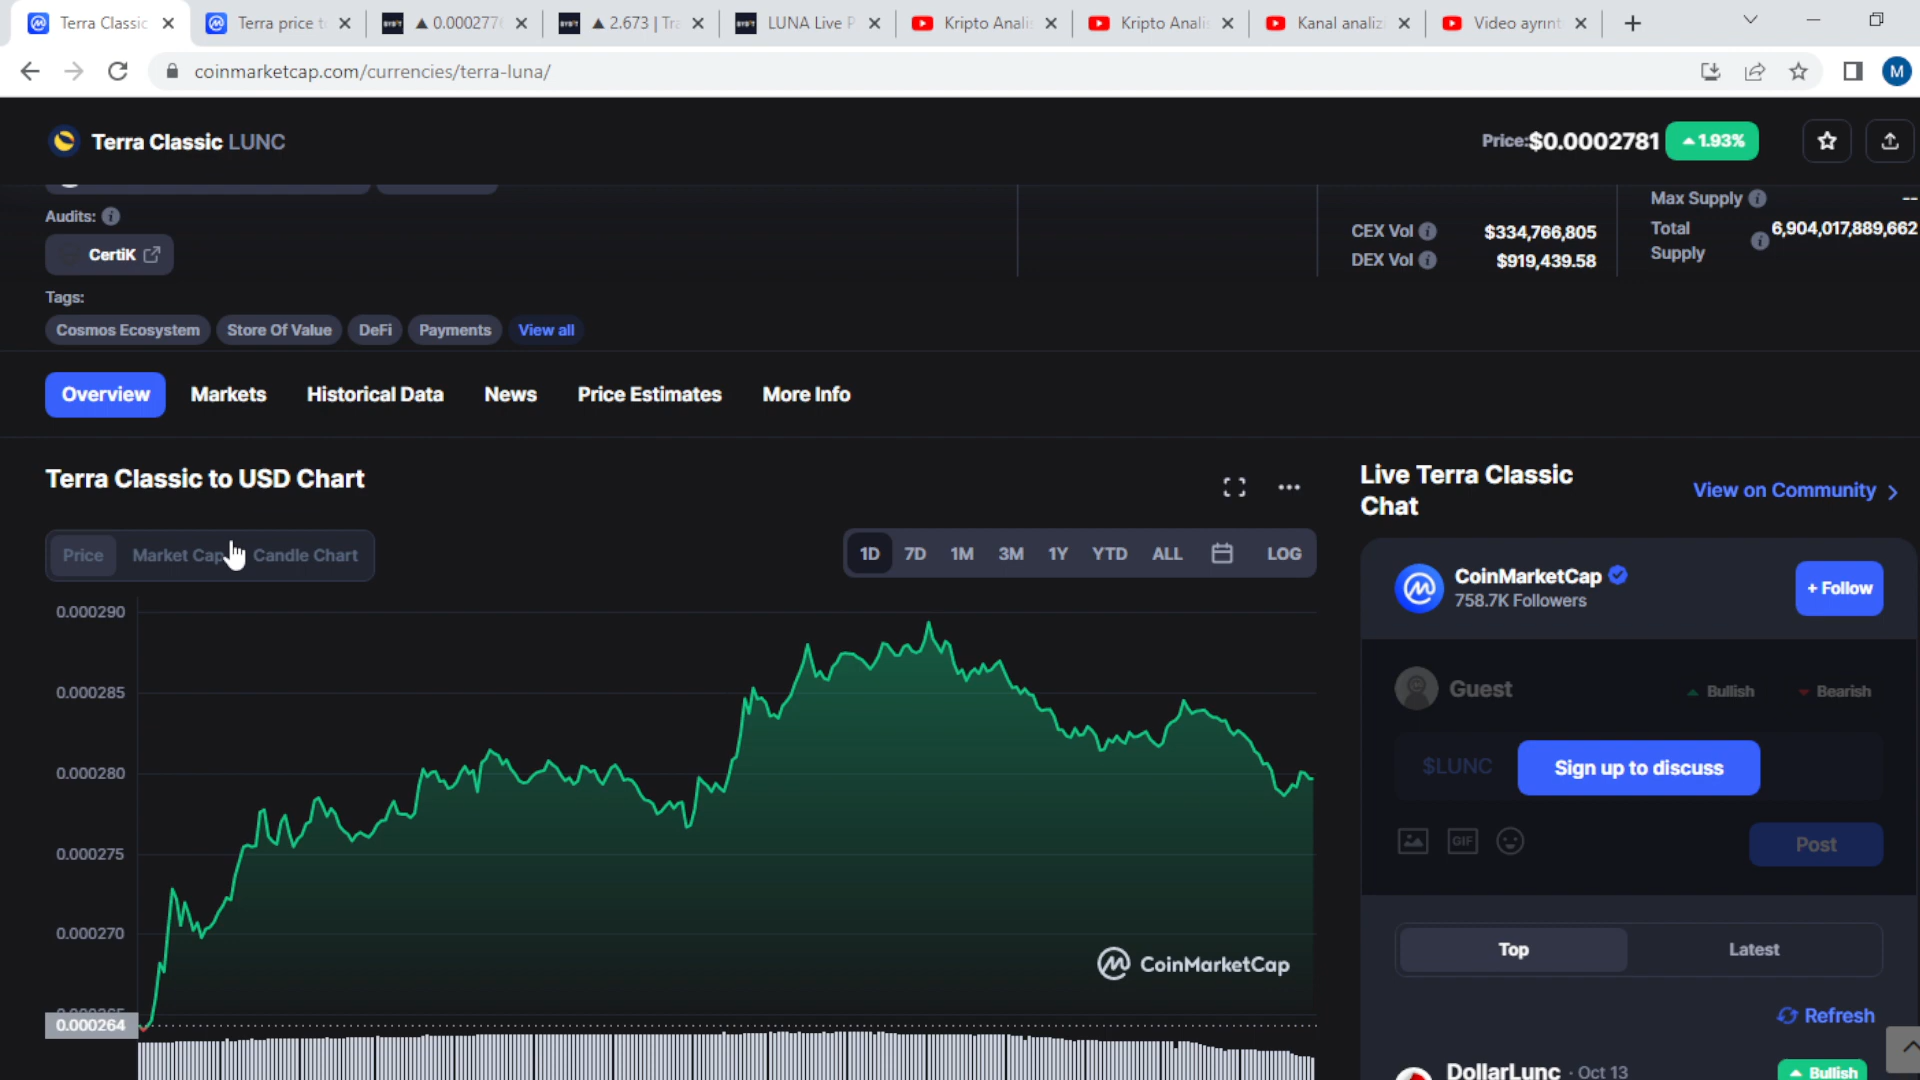 Terra Classic
Terra price t
▲ 0.000277
▲ 2.673 | Tra
LUNA Live P
Kripto Anali
Kripto Anali
Kanal analiz
Video ayrınt
coinmarketcap.com/currencies/terra-luna/
M
Terra Classic LUNC
Price:$0.0002781
1.93%
Audits:
CertiK
CEX Vol $334,766,805
DEX Vol $919,439.58
Max Supply --
Total Supply 6,904,017,889,662
Tags:
Cosmos Ecosystem Store Of Value DeFi Payments View all
Overview Markets Historical Data News Price Estimates More Info
Terra Classic to USD Chart
Price Market Cap Candle Chart
1D 7D 1M 3M 1Y YTD ALL LOG
0.000290
0.000285
0.000280
0.000275
0.000270
0.000264
CoinMarketCap
Live Terra Classic
Chat
View on Community
CoinMarketCap
758.7K Followers
+ Follow
Guest
Bullish
Bearish
$LUNC
Sign up to discuss
GIF
Post
Top
Latest
Refresh
DollarLunc · Oct 13
Bullish